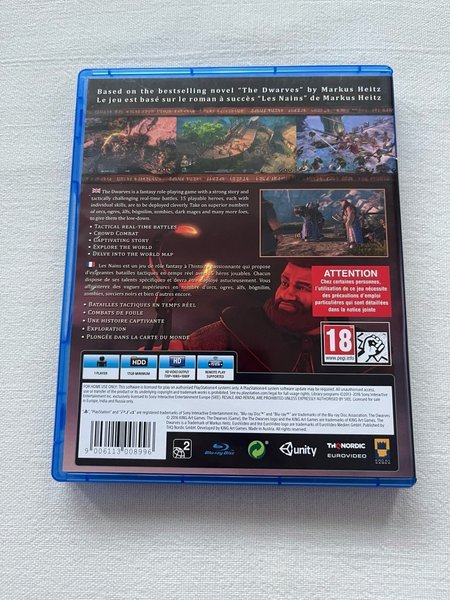 Based on the bestselling novel "The Dwarves" by Markus Heitz
Le jeu est basé sur le roman à succès "Les Nains" de Markus Heitz
The Dwarves is a fantasy role-playing game with a strong story and
tactically challenging real-time battles. 15 playable heroes, each
with individual skills, are to be deployed cleverly. Take on superior numbers
of orcs, ogres, älfs, bögnilim, zombies, dark mages and many more foes,
to give them the low-down.
• Tactical real-time battles
• Crowd Combat
• Captivating story
• Explore the world
• Delve into the world map
Les Nains est un jeu de rôle fantasy à l'histoire passionnante qui propose
d'exigeantes batailles tactiques en temps réel avec 15 héros jouables. Chacun
dispose de ses talents spécifiques et devra être déployé astucieusement. Vous
affronterez des vagues supérieures en nombre d'orcs, ogres, älfs, bögnilim,
zombies, sorciers noirs et bien d'autres encore.
• Batailles tactiques en temps réel
• Combats de foule
• Une histoire captivante
• Exploration
• Plongée dans la carte du monde
ATTENTION
Chez certaines personnes,
l'utilisation de ce jeu nécessite
des précautions d'emploi
particulières qui sont détaillées
dans la notice jointe
18
www.pegi.info
HDD
HD
1 PLAYER
HD VIDEO OUTPUT
720P•1080i•1080P
REMOTE PLAY
SUPPORTED
9 006113 008996
2
Blu-ray Disc
unity
THQ NORDIC
EUROVIDEO